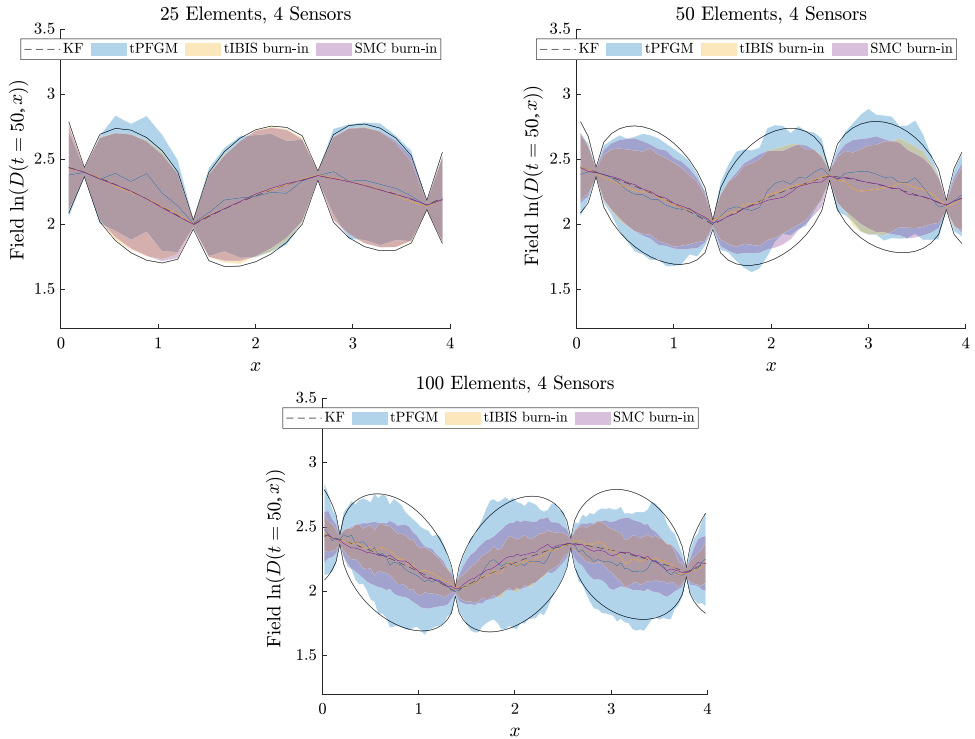 25 Elements, 4 Sensors
3.5
KF tPFGM tIBIS burn-in SMC burn-in
3
2.5
2
1.5
0 1 2 3 4
x
Field ln(D(t = 50, x))
50 Elements, 4 Sensors
3.5
KF tPFGM tIBIS burn-in SMC burn-in
3
2.5
2
1.5
0 1 2 3 4
x
Field ln(D(t = 50, x))
100 Elements, 4 Sensors
3.5
KF tPFGM tIBIS burn-in SMC burn-in
3
2.5
2
1.5
0 1 2 3 4
x
Field ln(D(t = 50, x))